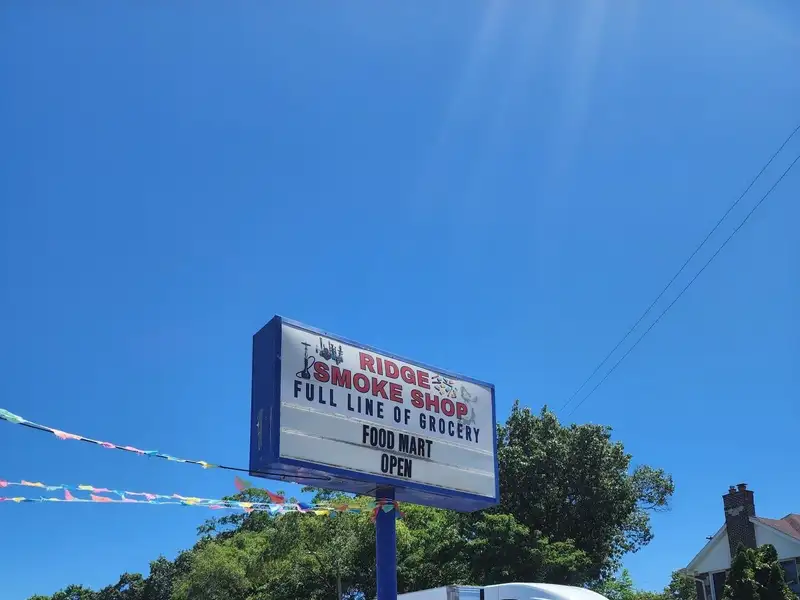 RIDGE
SMOKE SHOP
FULL LINE OF GROCERY
FOOD MART
OPEN